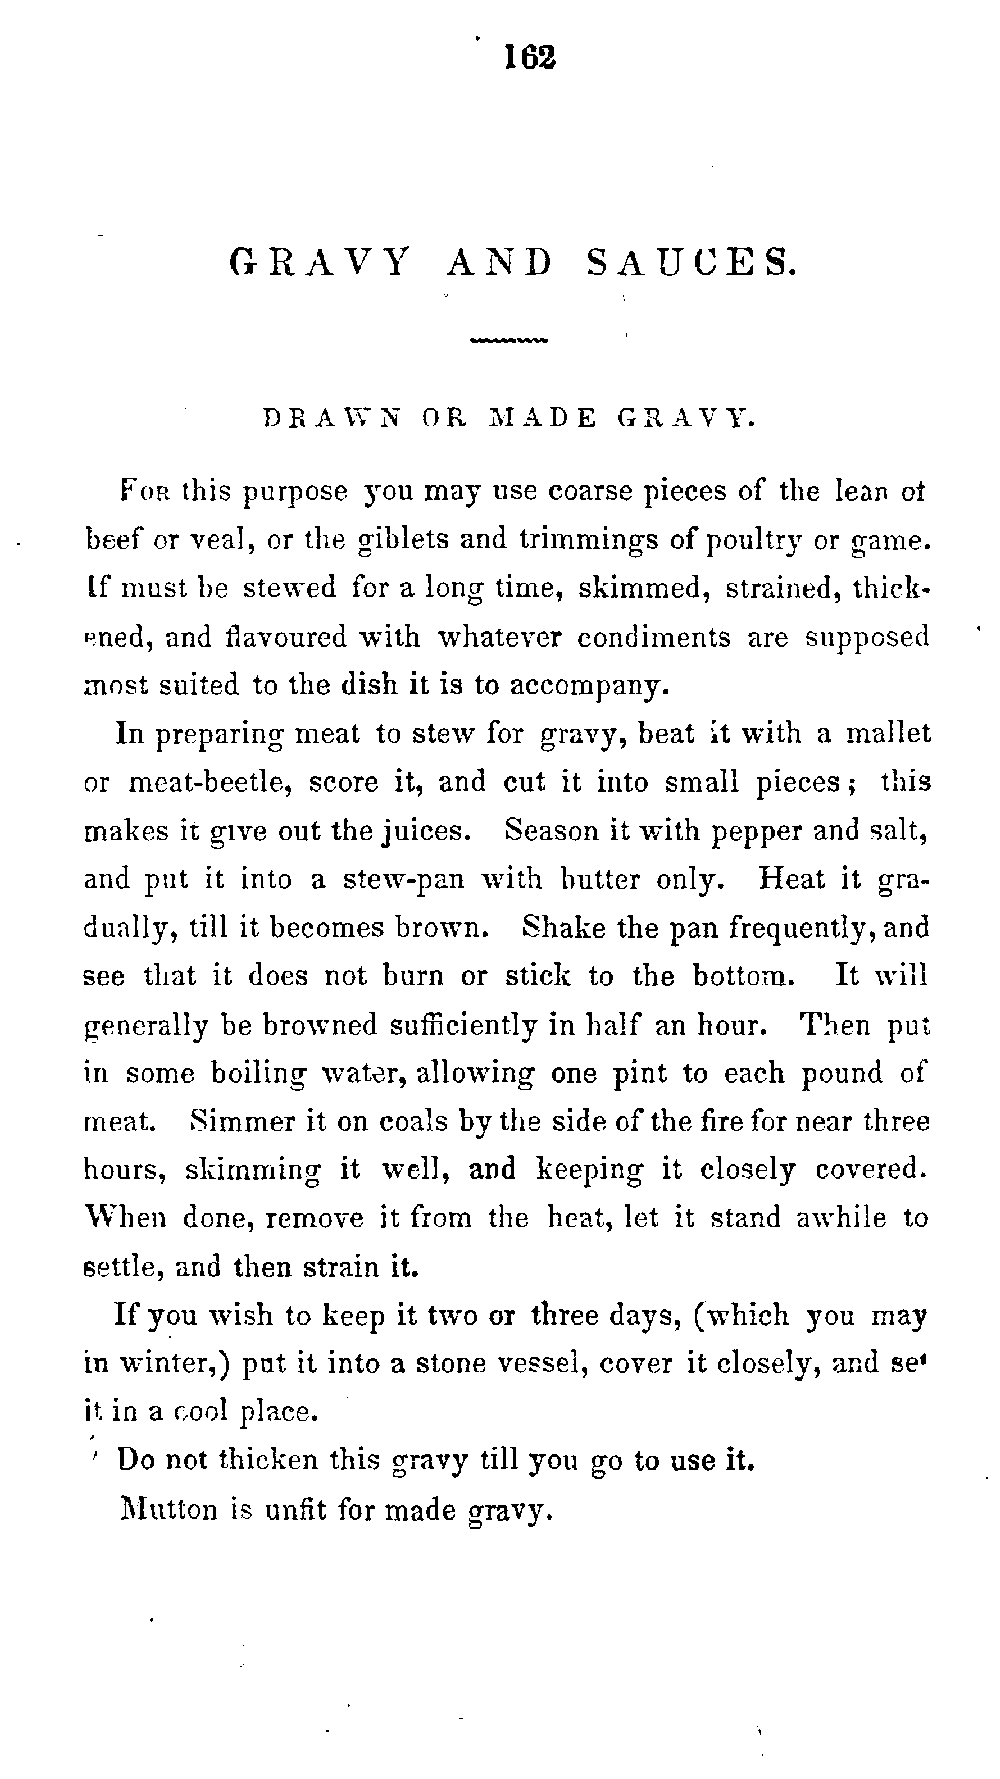 162
GRAVY AND SAUCES.
DRAWN OR MADE GRAVY.
For this purpose you may use coarse pieces of the lean of
beef or veal, or the giblets and trimmings of poultry or game.
If must be stewed for a long time, skimmed, strained, thick-
ened, and flavoured with whatever condiments are supposed
most suited to the dish it is to accompany.
In preparing meat to stew for gravy, beat it with a mallet
or meat-beetle, score it, and cut it into small pieces; this
makes it give out the juices. Season it with pepper and salt,
and put it into a stew-pan with butter only. Heat it gra-
dually, till it becomes brown. Shake the pan frequently, and
see that it does not burn or stick to the bottom. It will
generally be browned sufficiently in half an hour. Then put
in some boiling water, allowing one pint to each pound of
meat. Simmer it on coals by the side of the fire for near three
hours, skimming it well, and keeping it closely covered.
When done, remove it from the heat, let it stand awhile to
settle, and then strain it.
If you wish to keep it two or three days, (which you may
in winter,) put it into a stone vessel, cover it closely, and set
it in a cool place.
Do not thicken this gravy till you go to use it.
Mutton is unfit for made gravy.